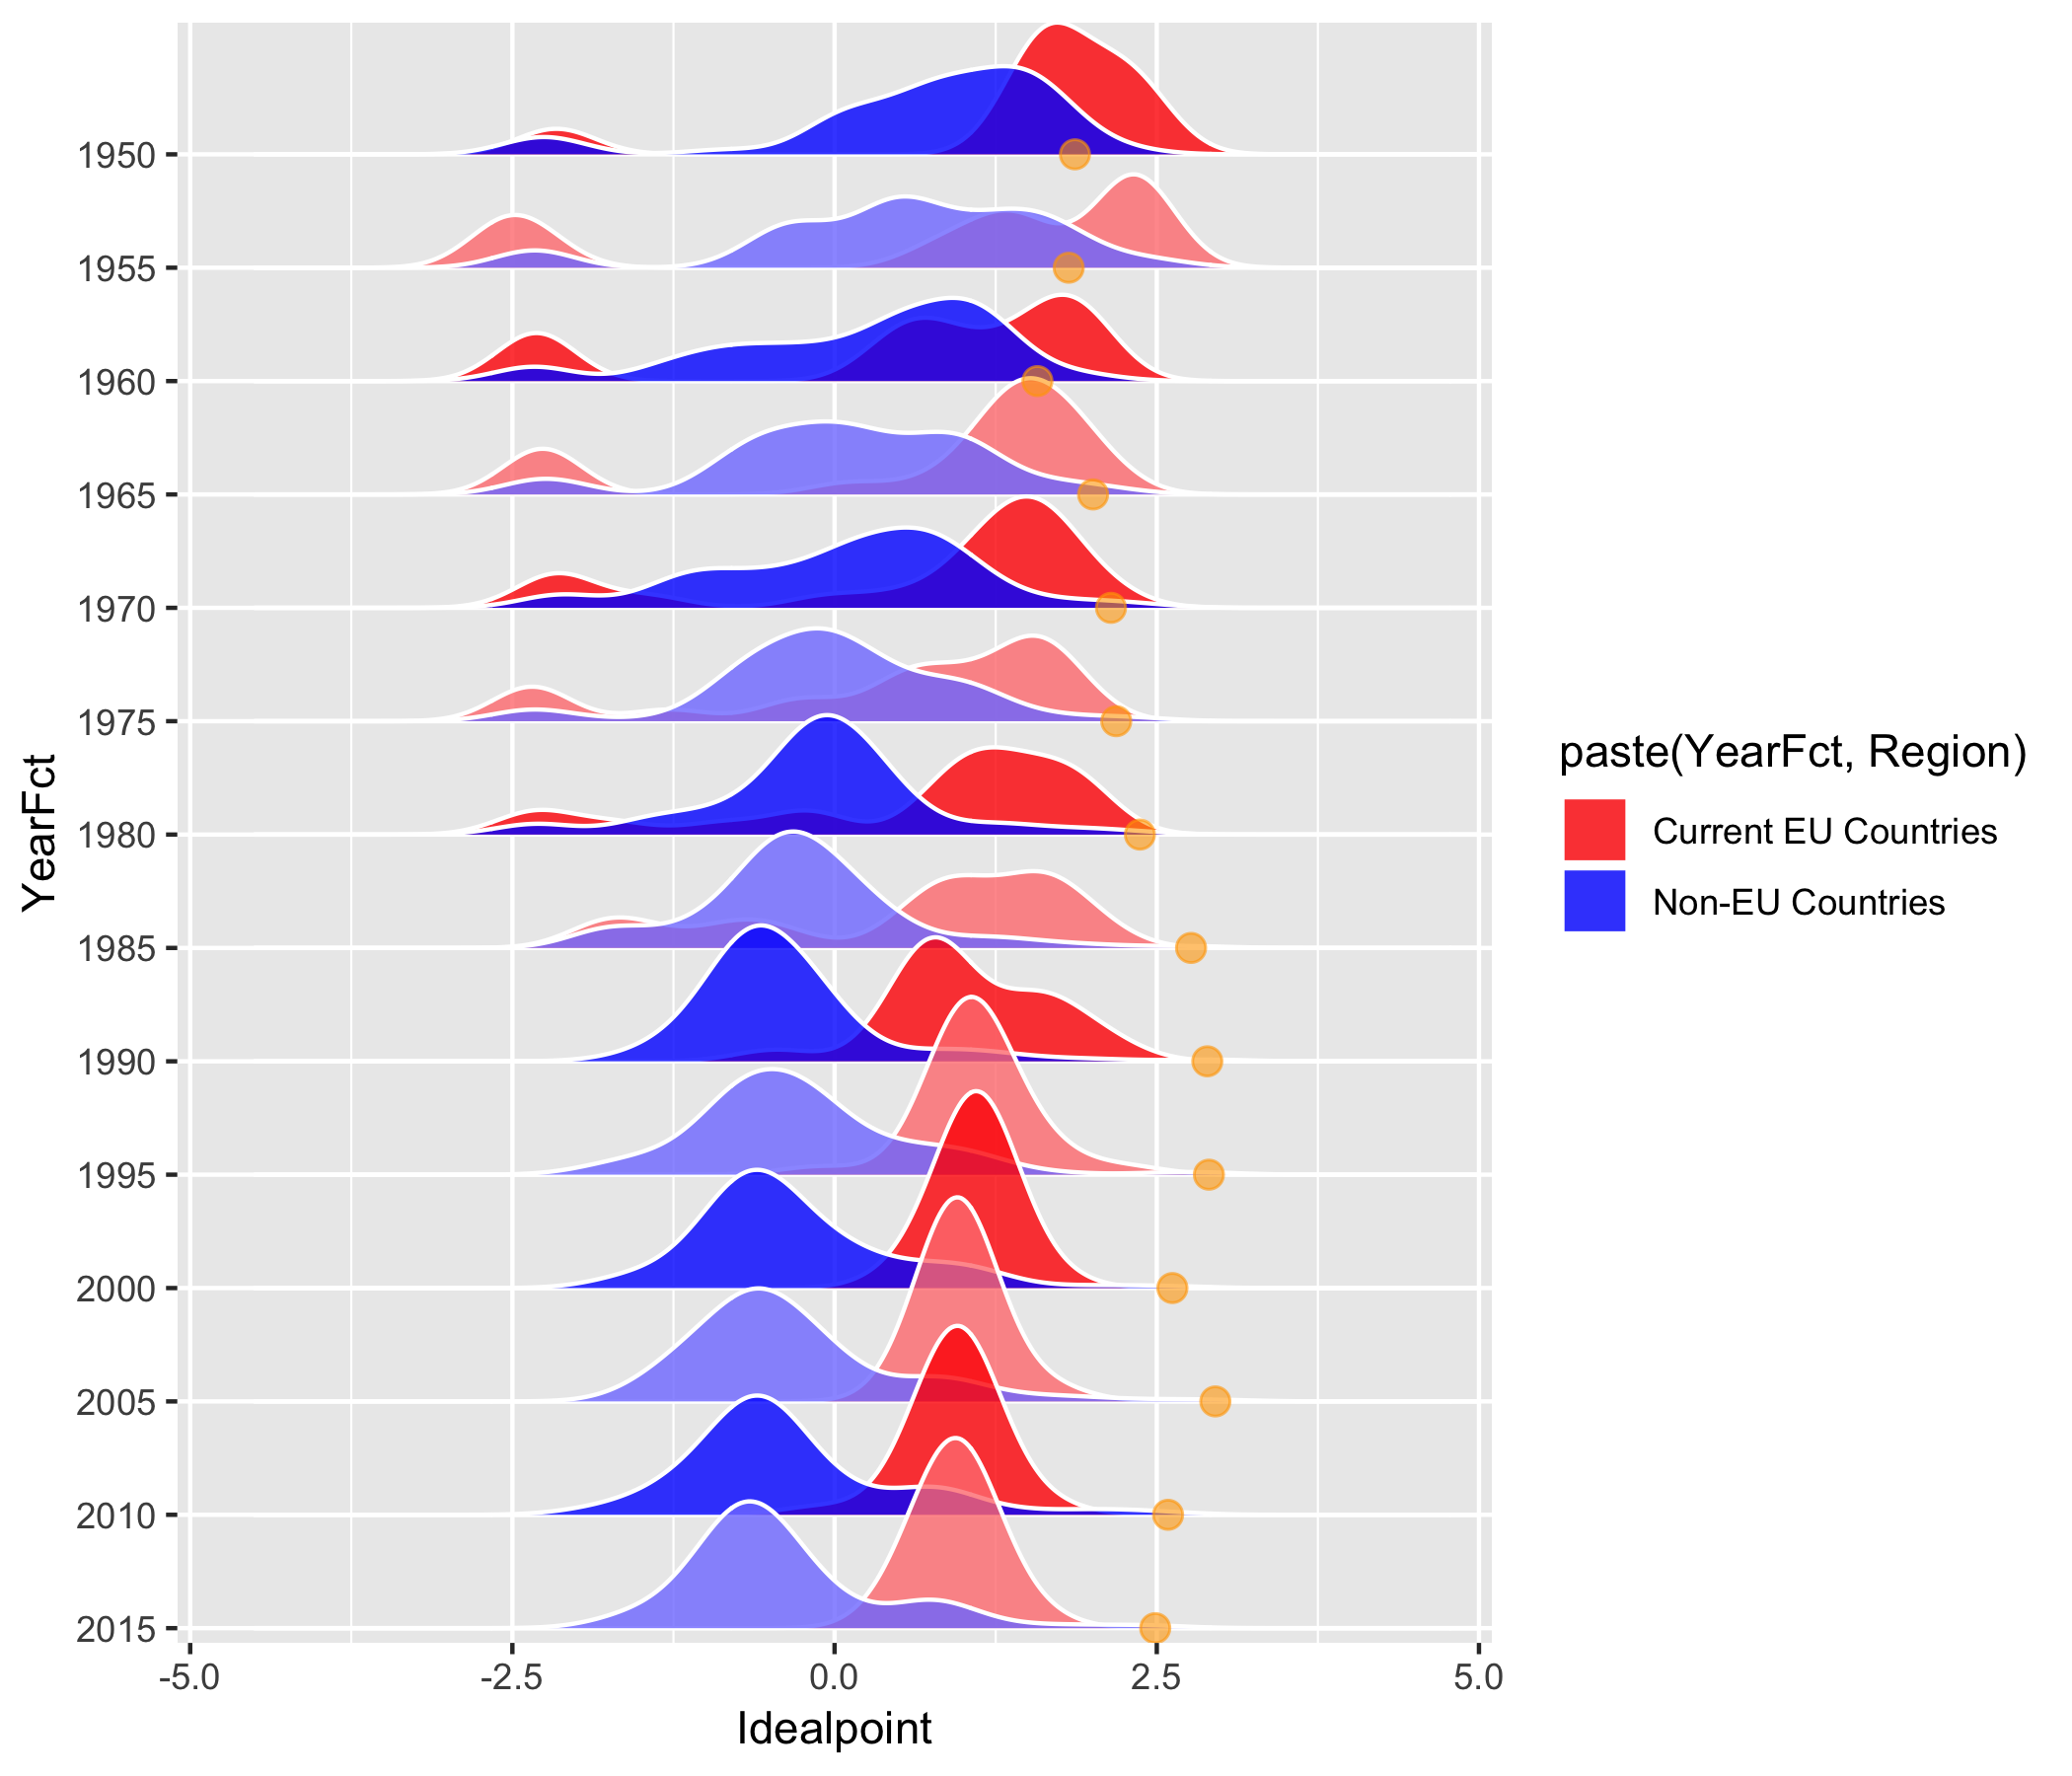 1950
1955
1960
1965
1970
1975
1980
1985
1990
1995
2000
2005
2010
2015
YearFct
-5.0 -2.5 0.0 2.5 5.0
Idealpoint
paste(YearFct, Region)
Current EU Countries
Non-EU Countries